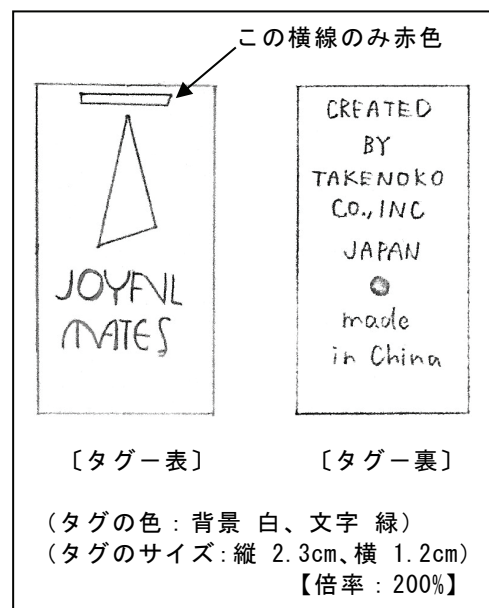 この横線のみ赤色
JOYFUL
MATES
CREATED
BY
TAKENOKO
CO.,INC
JAPAN
made
in China
〔タグー表〕
〔タグー裏〕
(タグの色:背景 白、文字 緑)
(タグのサイズ:縦 2.3cm、横 1.2cm)
【倍率:200%】